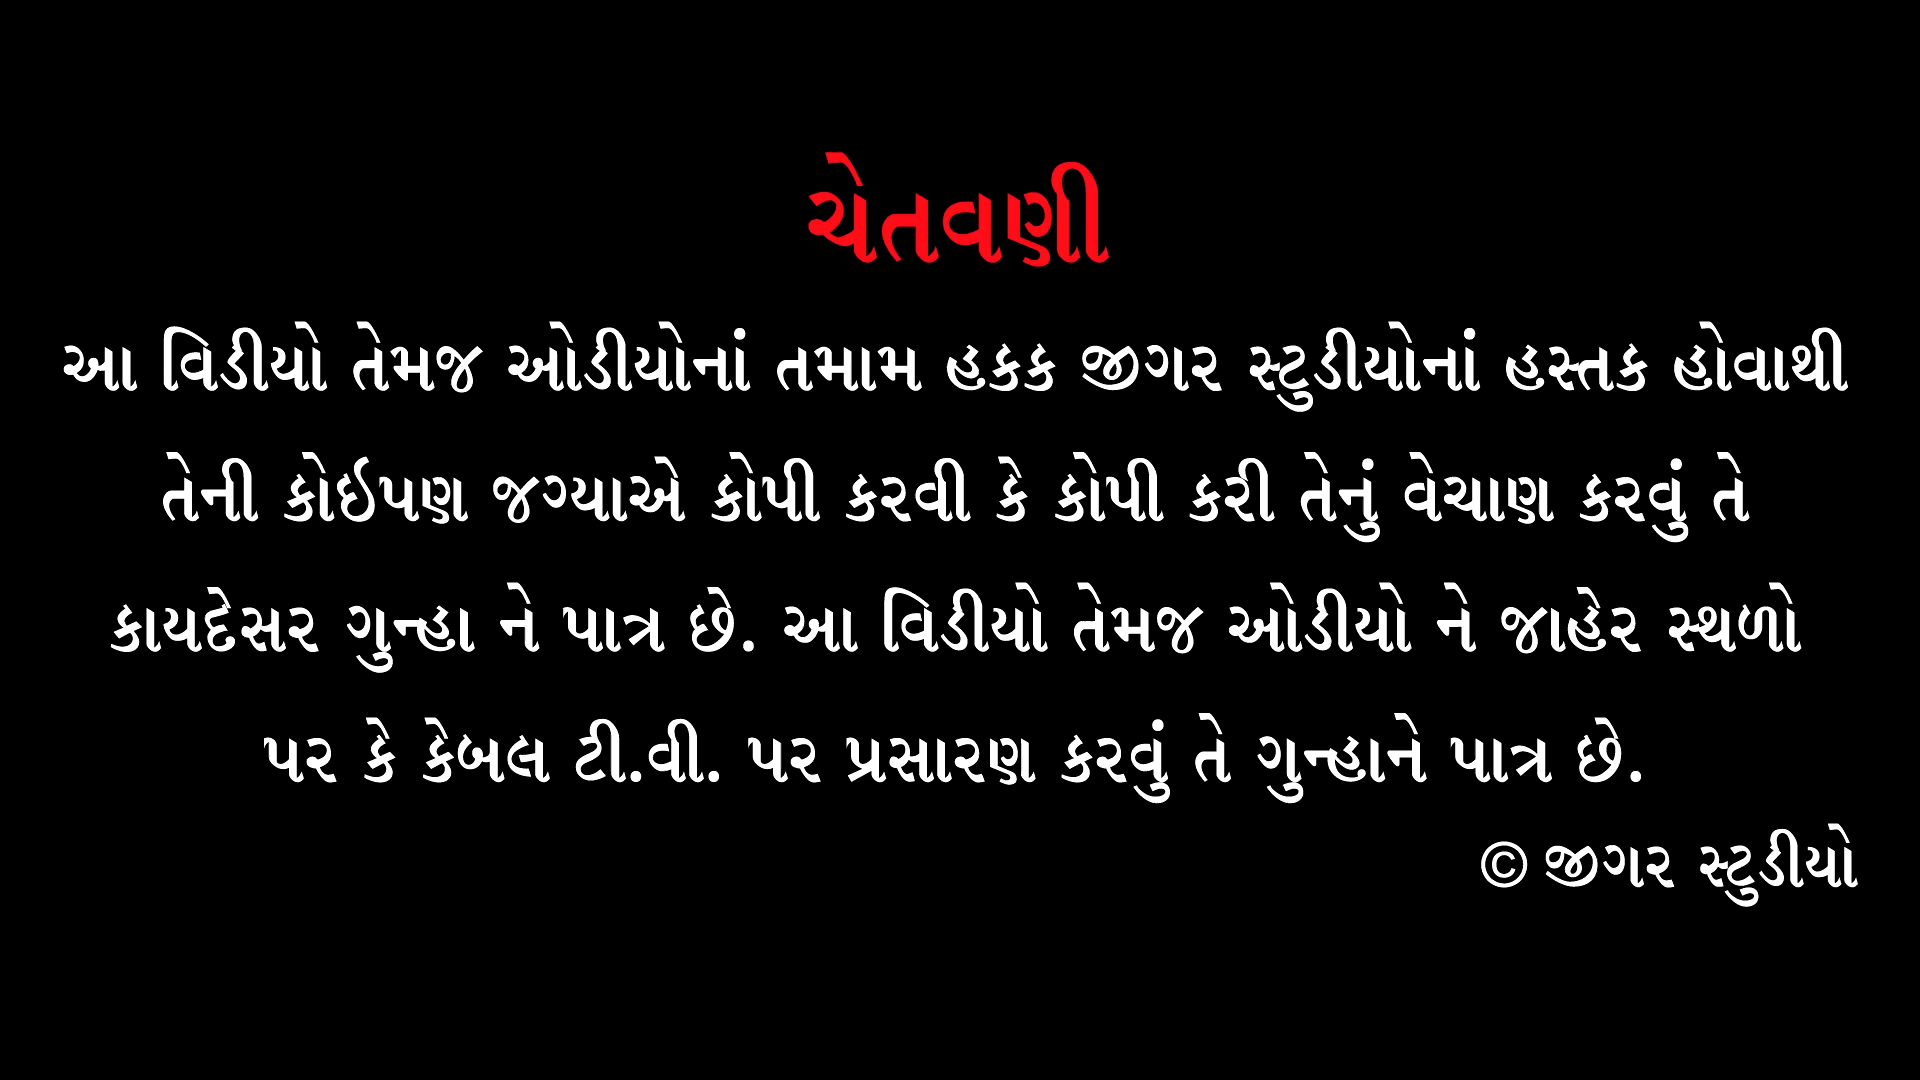 ચેતવણી
આ વિડીયો તેમજ ઓડીયોનાં તમામ હકક જીગર સ્ટુડીયોનાં હસ્તક હોવાથી
તેની કોઇપણ જગ્યાએ કોપી કરવી કે કોપી કરી તેનું વેચાણ કરવું તે
કાયદેસર ગુન્હા ને પાત્ર છે. આ વિડીયો તેમજ ઓડીયો ને જાહેર સ્થળો
પર કે કેબલ ટી.વી. પર પ્રસારણ કરવું તે ગુન્હાને પાત્ર છે.
© જીગર સ્ટુડીયો